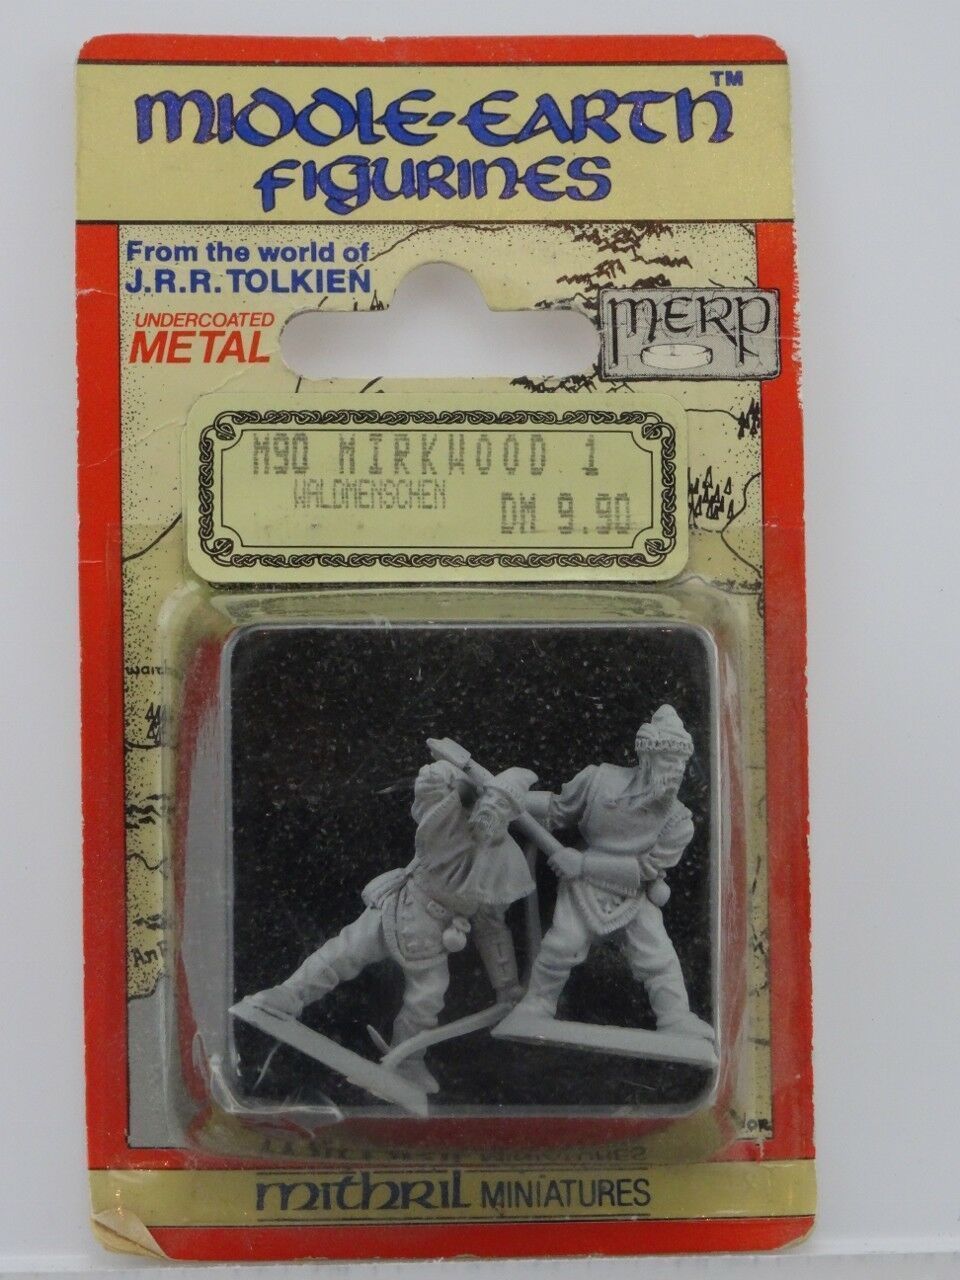 MIDDLE-EARTH™
FIGURINES
From the world of
J.R.R. TOLKIEN
UNDERCOATED
METAL
MERP
M90 MIRKWOOD 1
WALDMENSCHEN
DM 9.90
mithril MINIATURES